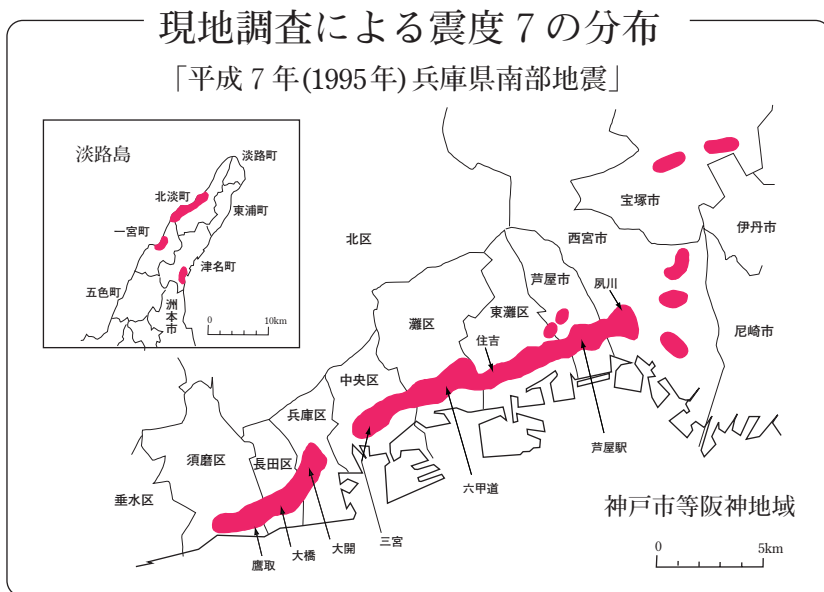 現地調査による震度7の分布
「平成7年(1995年)兵庫県南部地震」
淡路島
淡路町
北淡町
東浦町
一宮町
津名町
五色町
洲本市
0 10km
宝塚市
伊丹市
西宮市
北区
芦屋市
夙川
東灘区
灘区
住吉
尼崎市
中央区
兵庫区
芦屋駅
須磨区
長田区
六甲道
垂水区
神戸市等阪神地域
三宮
大開
大橋
鷹取
0 5km